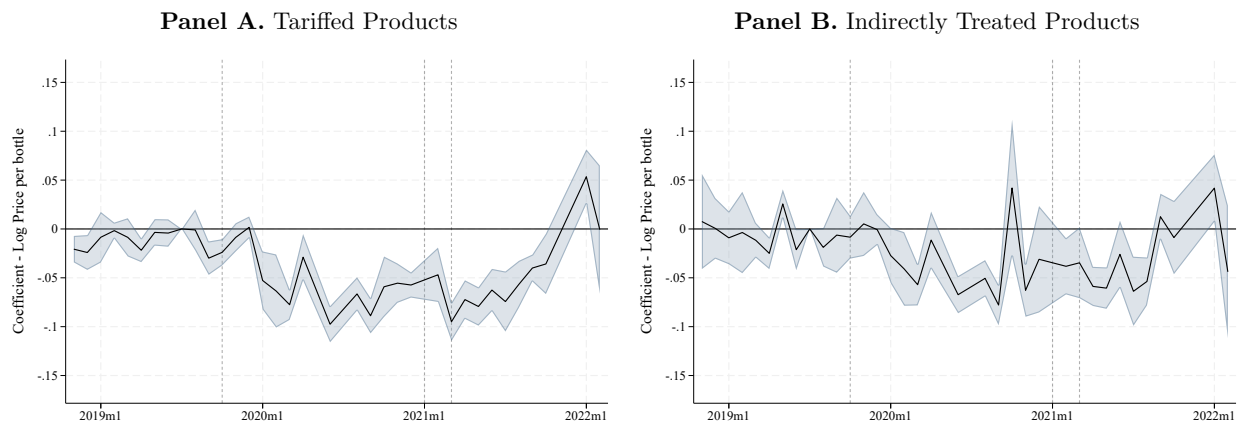 Panel A. Tariffed Products
Coefficient - Log Price per bottle
.15
.1
.05
0
-.05
-.1
-.15
2019m1 2020m1 2021m1 2022m1
Panel B. Indirectly Treated Products
Coefficient - Log Price per bottle
.15
.1
.05
0
-.05
-.1
-.15
2019m1 2020m1 2021m1 2022m1